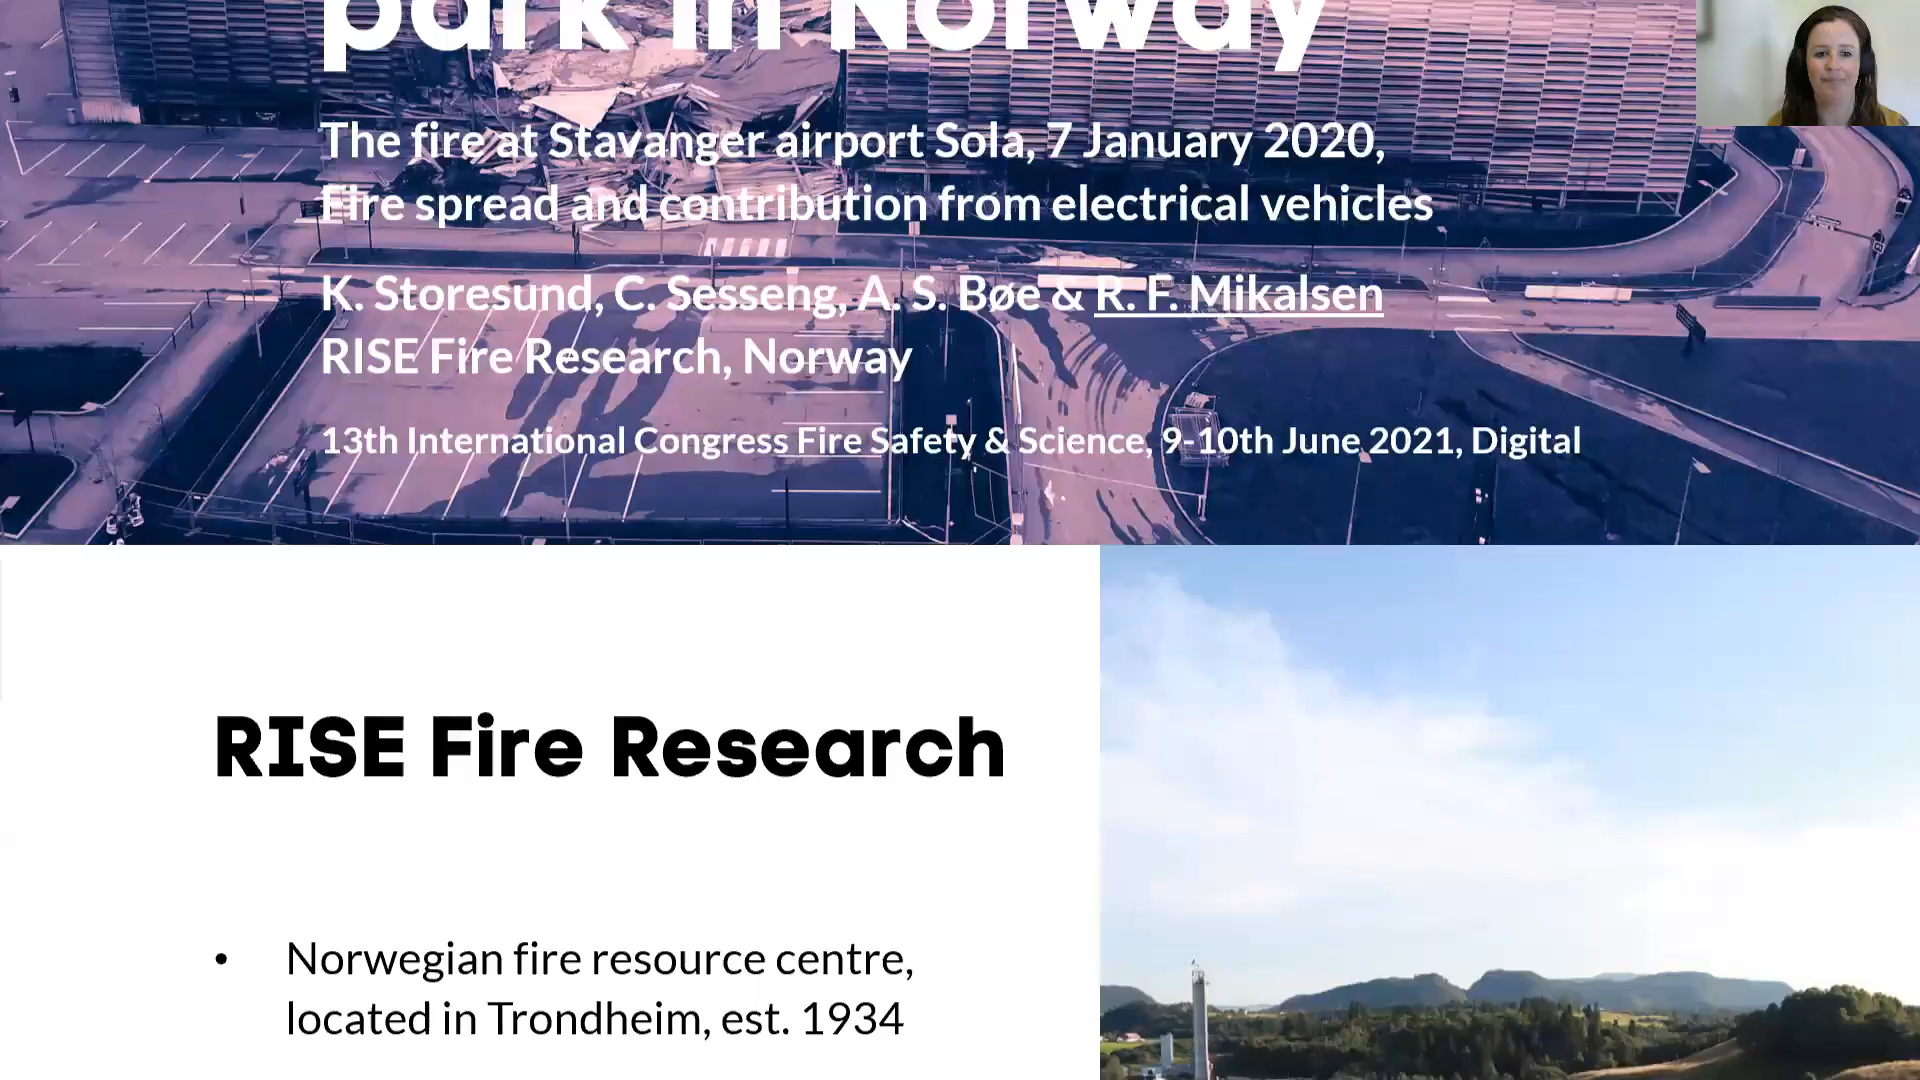 park in Norway
The fire at Stavanger airport Sola, 7 January 2020,
Fire spread and contribution from electrical vehicles
K. Storesund, C. Sesseng, A. S. Bøe & R. F. Mikalsen
RISE Fire Research, Norway
13th International Congress Fire Safety & Science, 9-10th June 2021, Digital
RISE Fire Research
• Norwegian fire resource centre,
located in Trondheim, est. 1934